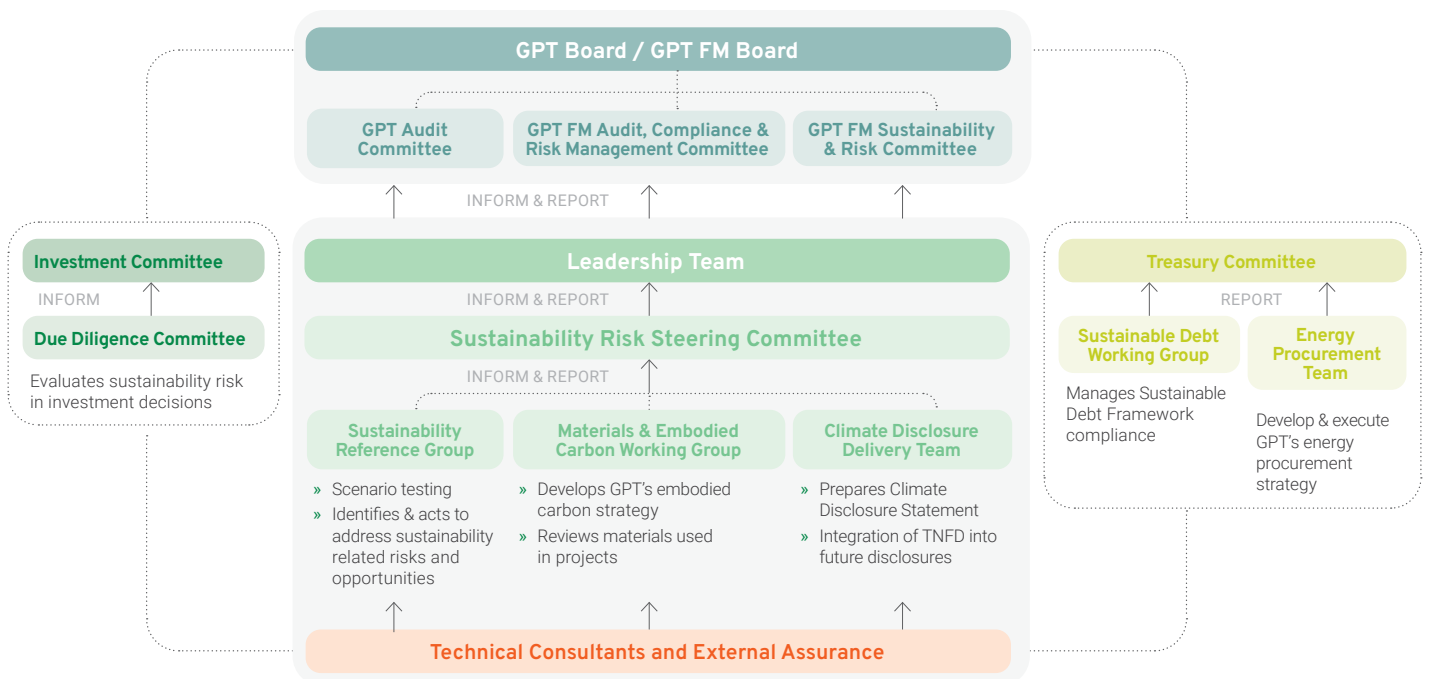 GPT Board / GPT FM Board
GPT Audit
Committee
GPT FM Audit, Compliance &
Risk Management Committee
GPT FM Sustainability
& Risk Committee
INFORM & REPORT
Investment Committee
INFORM
Due Diligence Committee
Evaluates sustainability risk
in investment decisions
Leadership Team
INFORM & REPORT
Sustainability Risk Steering Committee
INFORM & REPORT
Sustainability
Reference Group
» Scenario testing
» Identifies & acts to
address sustainability
related risks and
opportunities
Materials & Embodied
Carbon Working Group
» Develops GPT’s embodied
carbon strategy
» Reviews materials used
in projects
Climate Disclosure
Delivery Team
» Prepares Climate
Disclosure Statement
» Integration of TNFD into
future disclosures
Technical Consultants and External Assurance
Treasury Committee
REPORT
Sustainable Debt
Working Group
Manages Sustainable
Debt Framework
compliance
Energy
Procurement
Team
Develop & execute
GPT’s energy
procurement
strategy